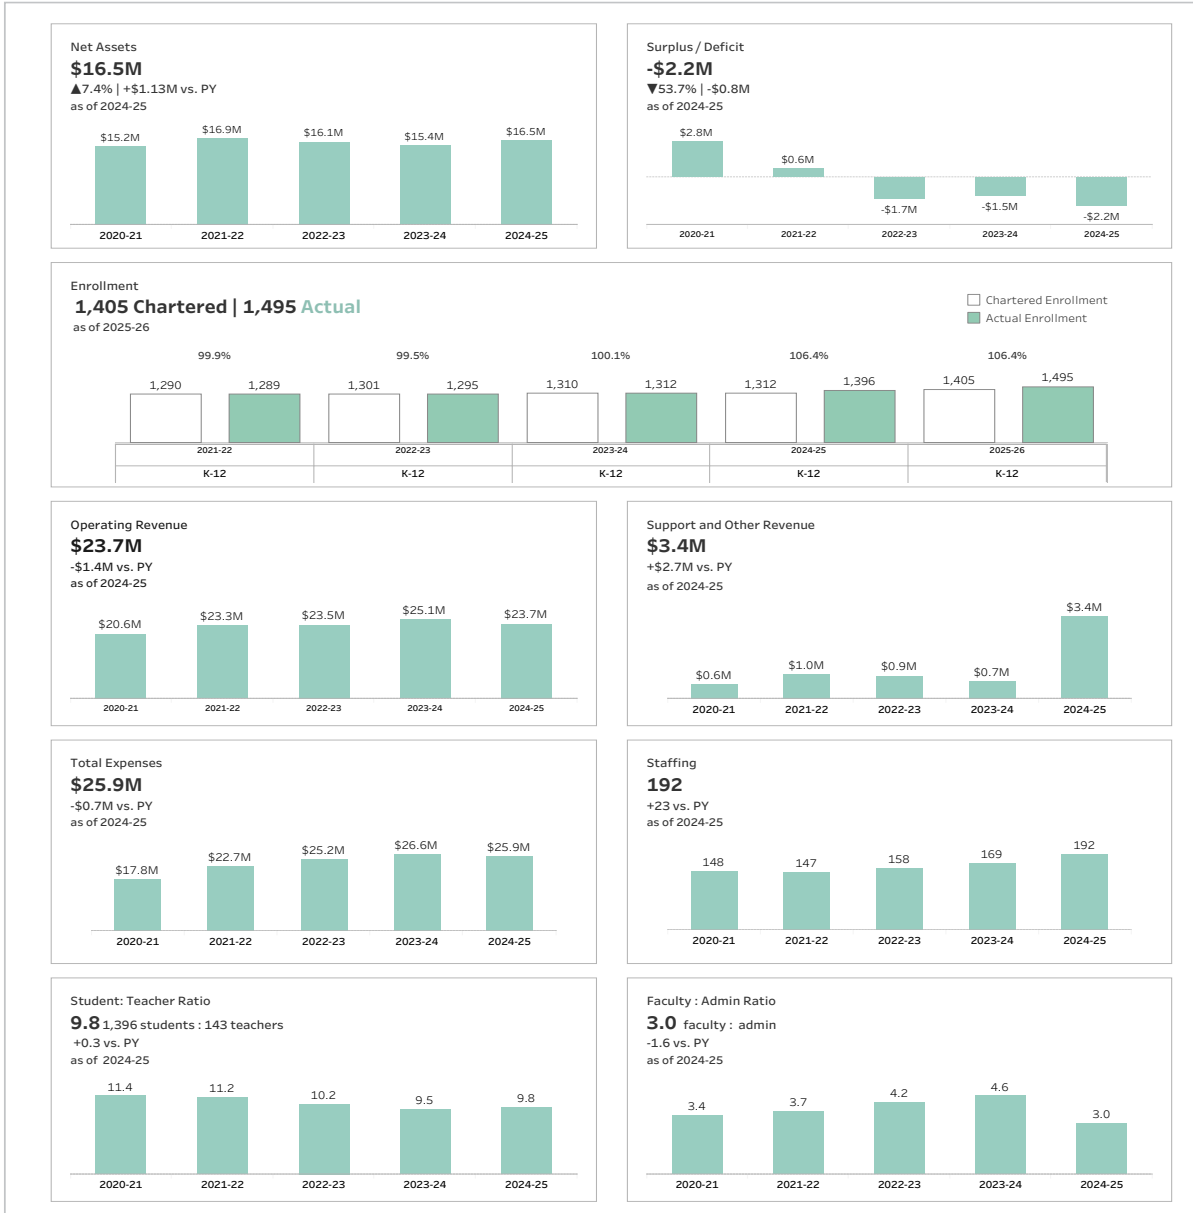 Net Assets
$16.5M
▲7.4% | +$1.13M vs. PY
as of 2024-25
$15.2M $16.9M $16.1M $15.4M $16.5M
2020-21 2021-22 2022-23 2023-24 2024-25
Surplus / Deficit
-$2.2M
▼53.7% | -$0.8M
as of 2024-25
$2.8M $0.6M -$1.7M -$1.5M -$2.2M
2020-21 2021-22 2022-23 2023-24 2024-25
Enrollment
1,405 Chartered | 1,495 Actual
as of 2025-26
Chartered Enrollment
Actual Enrollment
99.9% 99.5% 100.1% 106.4% 106.4%
1,290 1,289 1,301 1,295 1,310 1,312 1,312 1,396 1,405 1,495
2021-22 2022-23 2023-24 2024-25 2025-26
K-12 K-12 K-12 K-12 K-12
Operating Revenue
$23.7M
-$1.4M vs. PY
as of 2024-25
$20.6M $23.3M $23.5M $25.1M $23.7M
2020-21 2021-22 2022-23 2023-24 2024-25
Support and Other Revenue
$3.4M
+$2.7M vs. PY
as of 2024-25
$0.6M $1.0M $0.9M $0.7M $3.4M
2020-21 2021-22 2022-23 2023-24 2024-25
Total Expenses
$25.9M
-$0.7M vs. PY
as of 2024-25
$17.8M $22.7M $25.2M $26.6M $25.9M
2020-21 2021-22 2022-23 2023-24 2024-25
Staffing
192
+23 vs. PY
as of 2024-25
148 147 158 169 192
2020-21 2021-22 2022-23 2023-24 2024-25
Student: Teacher Ratio
9.8 1,396 students : 143 teachers
+0.3 vs. PY
as of 2024-25
11.4 11.2 10.2 9.5 9.8
2020-21 2021-22 2022-23 2023-24 2024-25
Faculty : Admin Ratio
3.0 faculty : admin
-1.6 vs. PY
as of 2024-25
3.4 3.7 4.2 4.6 3.0
2020-21 2021-22 2022-23 2023-24 2024-25